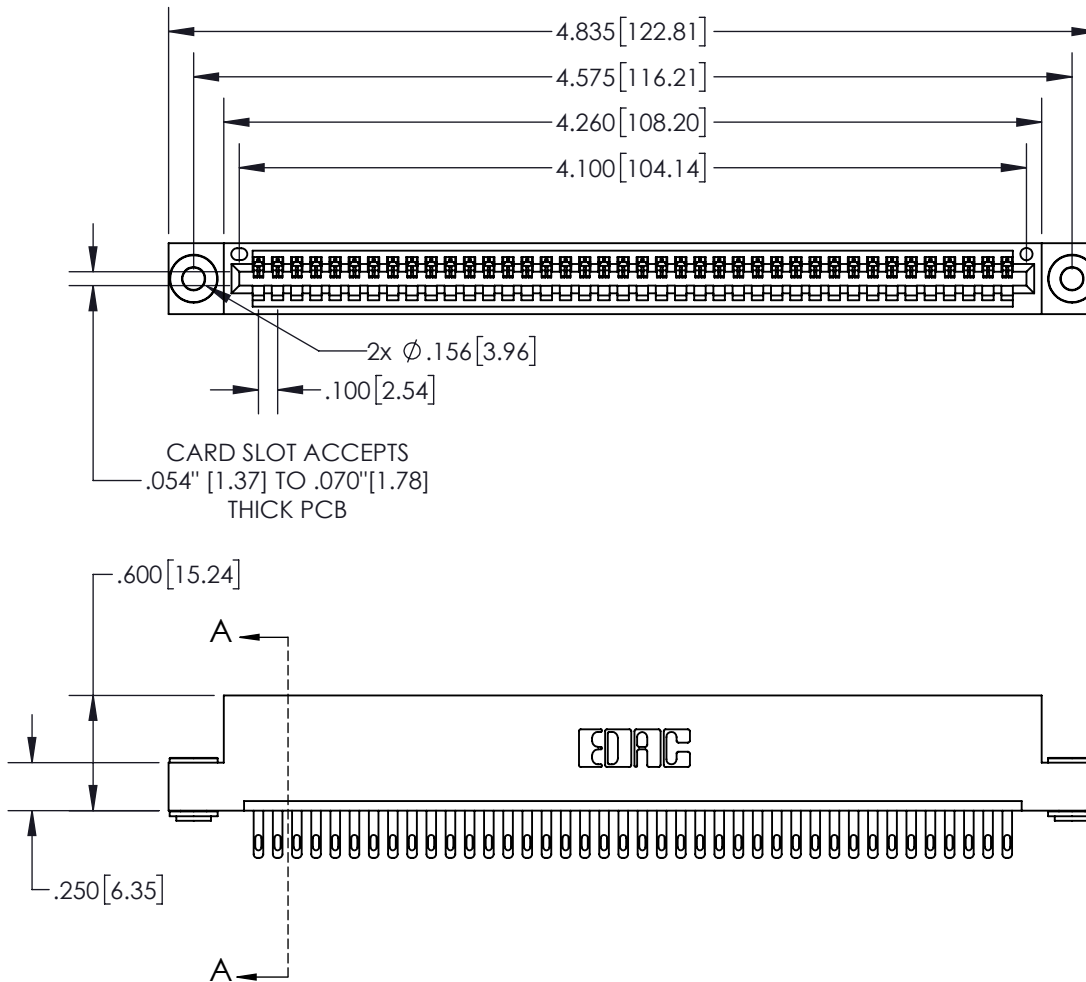 4.835[122.81]
4.575[116.21]
4.260[108.20]
4.100[104.14]
2x Ø .156[3.96]
.100[2.54]
CARD SLOT ACCEPTS
.054" [1.37] TO .070"[1.78]
THICK PCB
.600[15.24]
A
EDAC
.250[6.35]
A